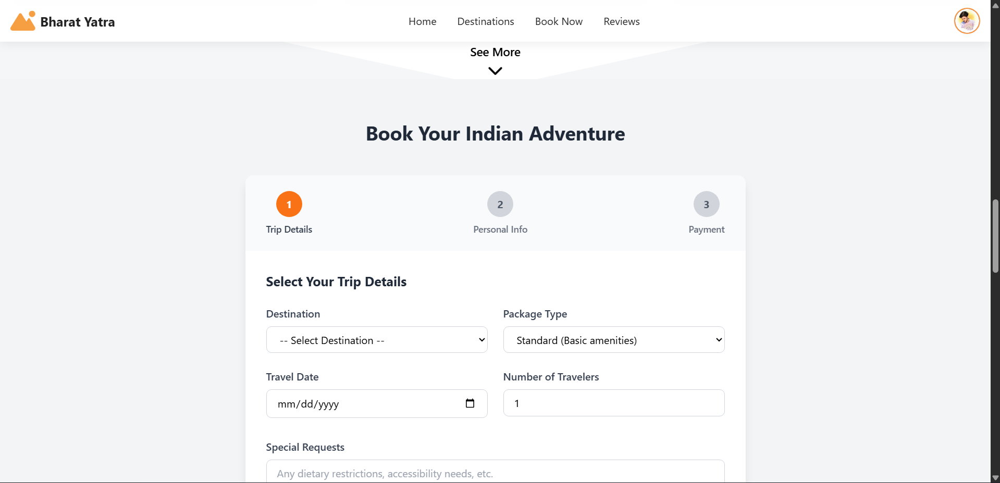 Bharat Yatra
Home Destinations Book Now Reviews
See More
Book Your Indian Adventure
1 2 3
Trip Details Personal Info Payment
Select Your Trip Details
Destination Package Type
-- Select Destination -- Standard (Basic amenities)
Travel Date Number of Travelers
mm/dd/yyyy 1
Special Requests
Any dietary restrictions, accessibility needs, etc.